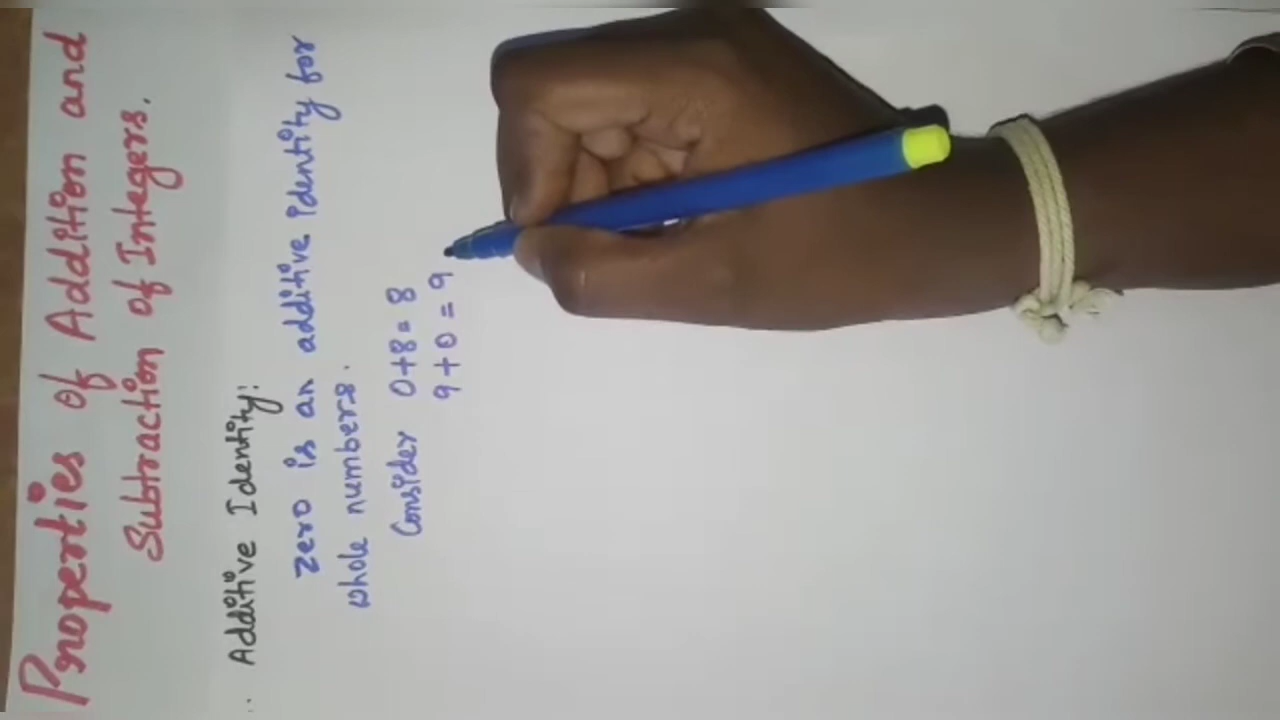 Properties of Addition and
Subtraction of Integers.
Additive Identity:
Zero is an additive identity for
whole numbers.
Consider 0+8=8
9+0=9